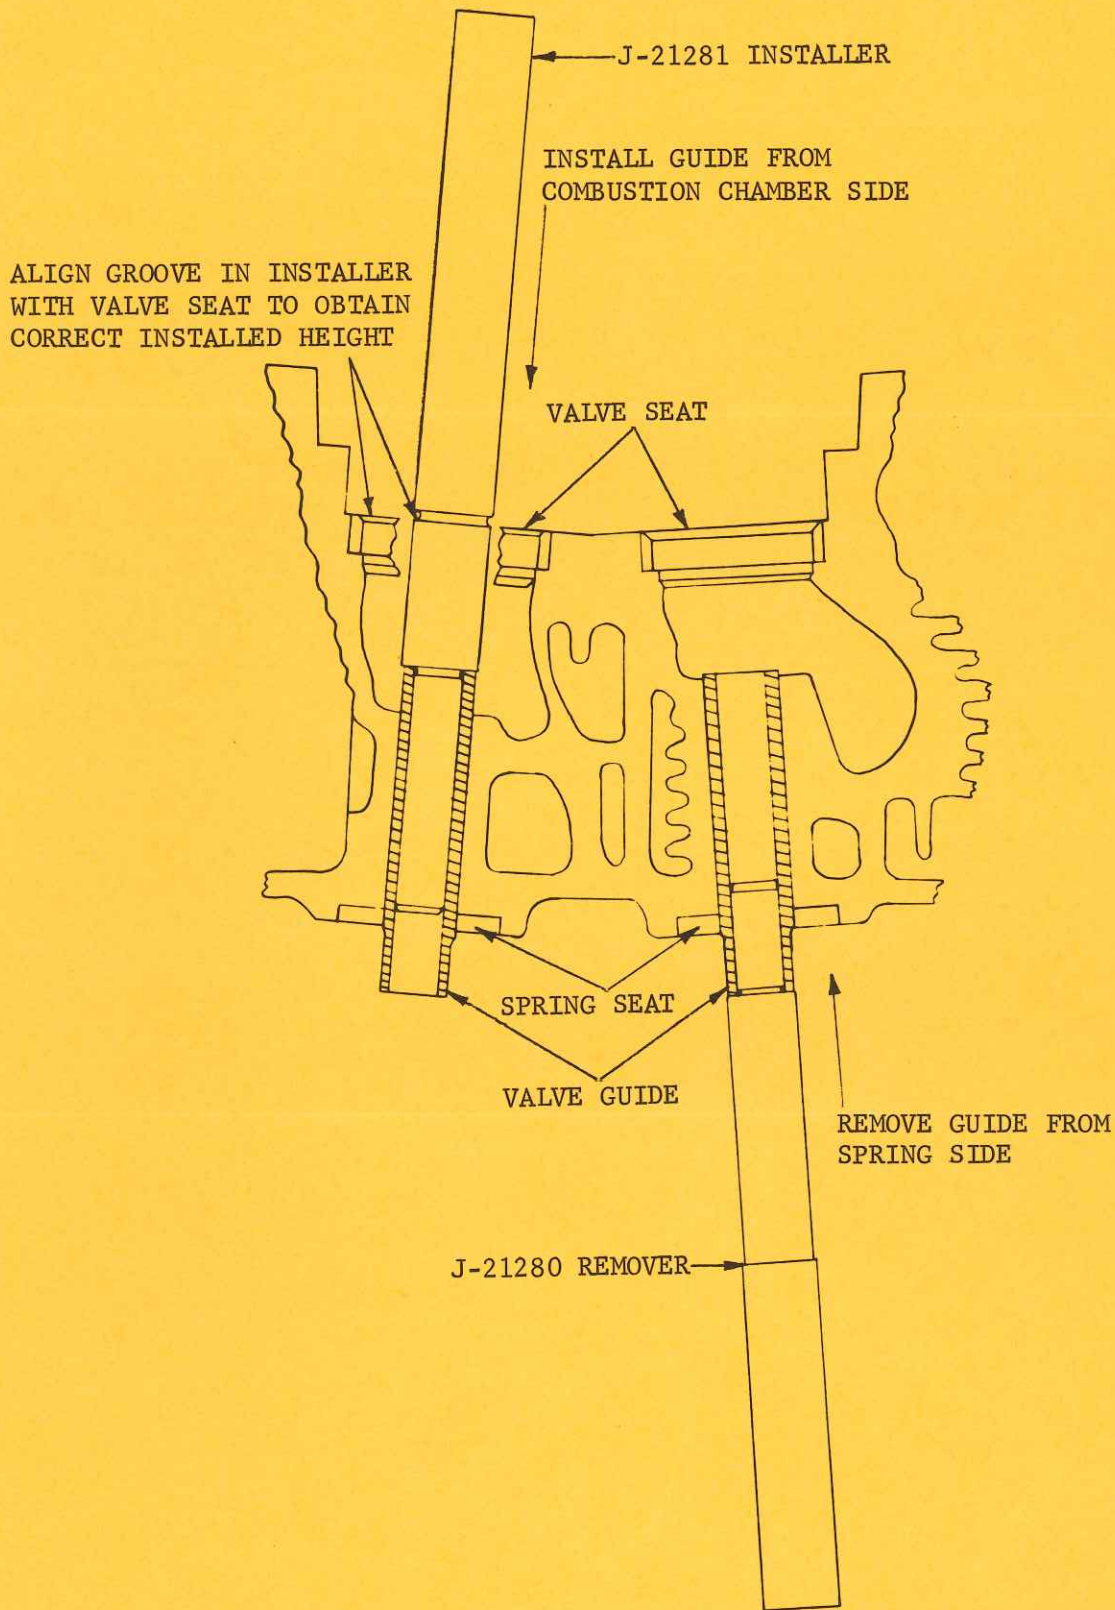 J-21281 INSTALLER
INSTALL GUIDE FROM
COMBUSTION CHAMBER SIDE
ALIGN GROOVE IN INSTALLER
WITH VALVE SEAT TO OBTAIN
CORRECT INSTALLED HEIGHT
VALVE SEAT
SPRING SEAT
VALVE GUIDE
REMOVE GUIDE FROM
SPRING SIDE
J-21280 REMOVER